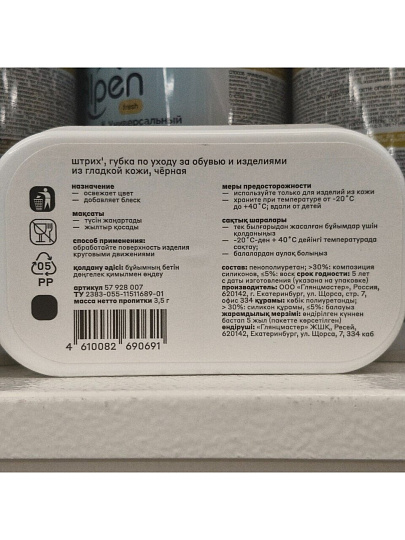 lpen
fresh
универсальный
штрих', губка по уходу за обувью и изделиями
из гладкой кожи, чёрная
назначение
— освежает цвет
— добавляет блеск
мақсаты
— түсін жаңартады
— жылтыр қосады
способ применения:
обработайте поверхность изделия
круговыми движениями
қолдану әдісі: бұйымның бетін
дөңгелек қимылмен өңдеу
артикул 57 928 007
ТУ 2383-055-11511689-01
масса нетто пропитки 3,5 г
05
PP
4 610082 690691
меры предосторожности
— используйте только для изделий из кожи
— храните при температуре от -20°C
до +40°C; вдали от детей
сақтық шаралары
— тек былғарыдан жасалған бұйымдар үшін
қолданыңыз
— -20°C-ден + 40°C дейінгі температурада
сақтау;
— балалардан аулақ болыңыз
состав: пенополиуретан; >30%: композиция
силиконов, ≤5%: воск срок годности: 5 лет
с даты изготовления (указана на упаковке)
производитель: ООО «Глянцмастер», Россия,
620142, г. Екатеринбург, ул. Щорса, стр. 7,
офис 334 құрамы: көбік полиуретанды;
> 30%: силикон құрамы, ≤5%: балауыз
жарамдылық мерзімі: өндірілген күннен
бастап 5 жыл (пакетте көрсетілген)
өндіруші: «Глянцмастер» ЖШҚ, Ресей,
620142, Екатеринбург, ул. Щорса, 7, 334 каб